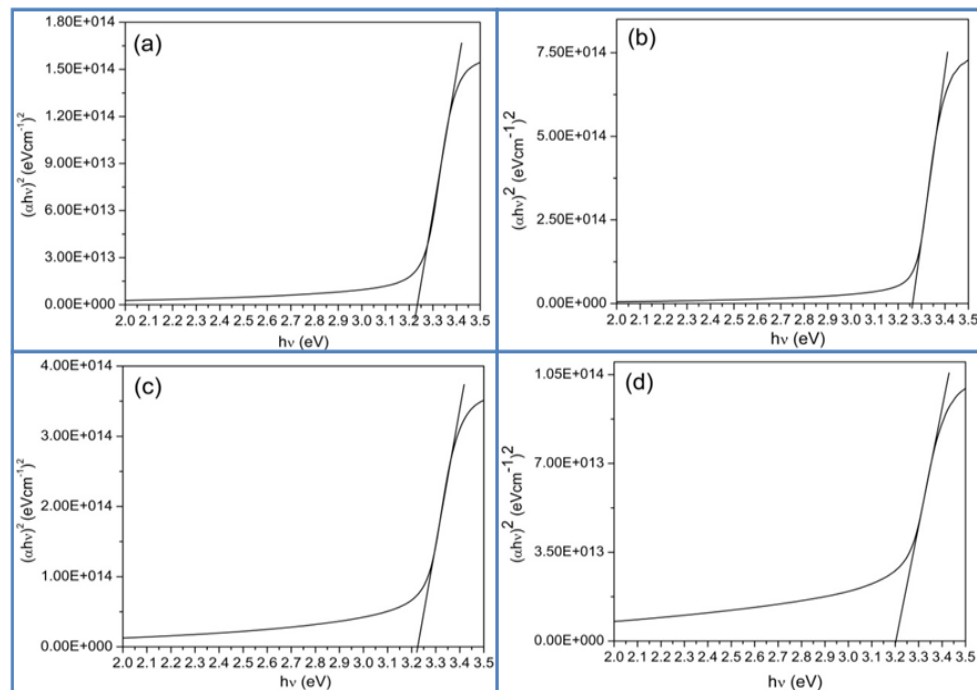 (a)
1.80E+014
1.50E+014
1.20E+014
9.00E+013
6.00E+013
3.00E+013
0.00E+000
(αhν)² (eVcm⁻¹)²
2.0 2.1 2.2 2.3 2.4 2.5 2.6 2.7 2.8 2.9 3.0 3.1 3.2 3.3 3.4 3.5
hν (eV)
(b)
7.50E+014
5.00E+014
2.50E+014
0.00E+000
(αhν)² (eVcm⁻¹)²
2.0 2.1 2.2 2.3 2.4 2.5 2.6 2.7 2.8 2.9 3.0 3.1 3.2 3.3 3.4 3.5
hν (eV)
(c)
4.00E+014
3.00E+014
2.00E+014
1.00E+014
0.00E+000
(αhν)² (eVcm⁻¹)²
2.0 2.1 2.2 2.3 2.4 2.5 2.6 2.7 2.8 2.9 3.0 3.1 3.2 3.3 3.4 3.5
hν (eV)
(d)
1.05E+014
7.00E+013
3.50E+013
0.00E+000
(αhν)² (eVcm⁻¹)²
2.0 2.1 2.2 2.3 2.4 2.5 2.6 2.7 2.8 2.9 3.0 3.1 3.2 3.3 3.4 3.5
hν (eV)